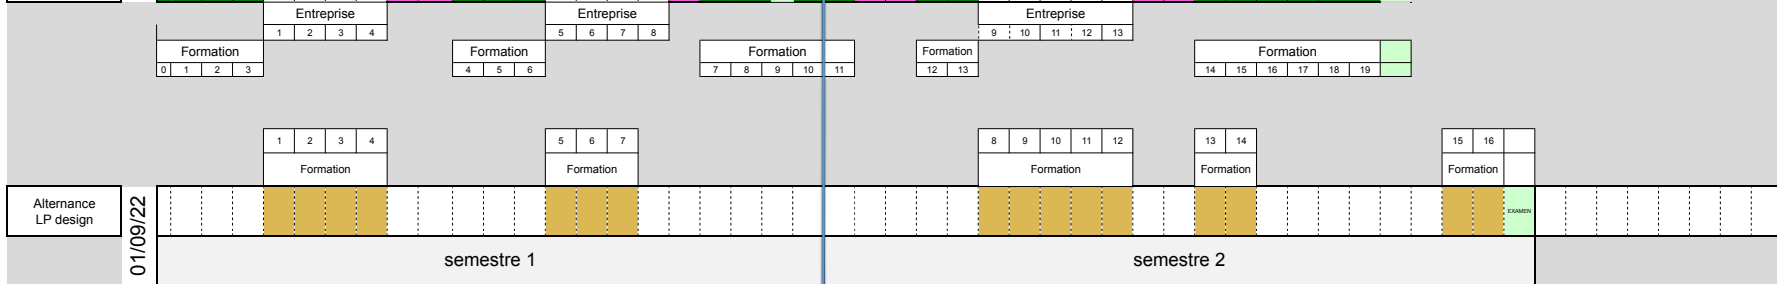 Entreprise Entreprise Entreprise
1 2 3 4 5 6 7 8 9 10 11 12 13
Formation Formation Formation Formation Formation
0 1 2 3 4 5 6 7 8 9 10 11 12 13 14 15 16 17 18 19
1 2 3 4 5 6 7 8 9 10 11 12 13 14 15 16
Formation Formation Formation Formation Formation
Alternance
LP design
01/09/22
EXAMEN
semestre 1 semestre 2